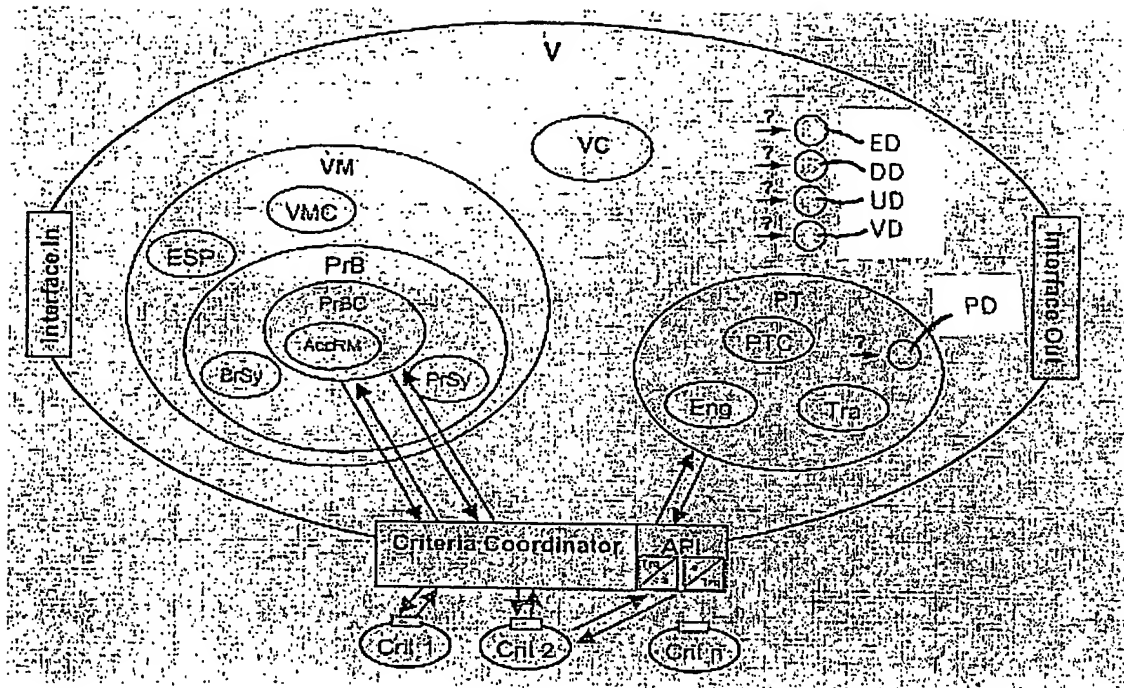 V
VC
?
ED
?
DD
?
UD
?
VD
VM
VMC
ESP
PrB
PrBC
AccRM
PrSy
PrSy
Interface In
Interface Out
PT
PTC
?
PD
Eng
Tra
Criteria Coordinator
API
Crit 1
Crit 2
Crit n